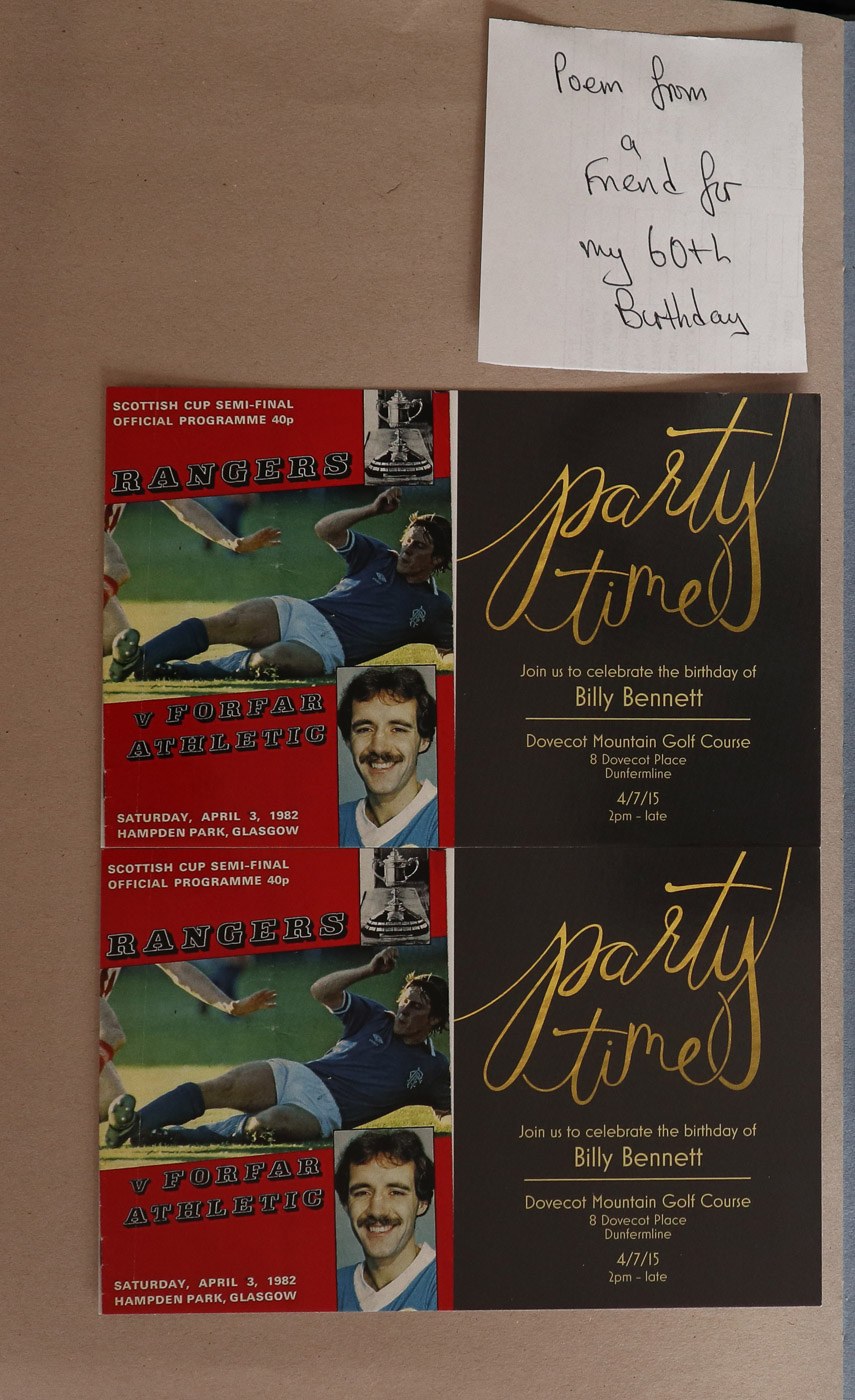 Poem from
a
Friend for
my 60th
Birthday
SCOTTISH CUP SEMI-FINAL
OFFICIAL PROGRAMME 40p
RANGERS
v FORFAR
ATHLETIC
SATURDAY, APRIL 3, 1982
HAMPDEN PARK, GLASGOW
party
time
Join us to celebrate the birthday of
Billy Bennett
Dovecot Mountain Golf Course
8 Dovecot Place
Dunfermline
4/7/15
2pm - late
SCOTTISH CUP SEMI-FINAL
OFFICIAL PROGRAMME 40p
RANGERS
v FORFAR
ATHLETIC
SATURDAY, APRIL 3, 1982
HAMPDEN PARK, GLASGOW
party
time
Join us to celebrate the birthday of
Billy Bennett
Dovecot Mountain Golf Course
8 Dovecot Place
Dunfermline
4/7/15
2pm - late